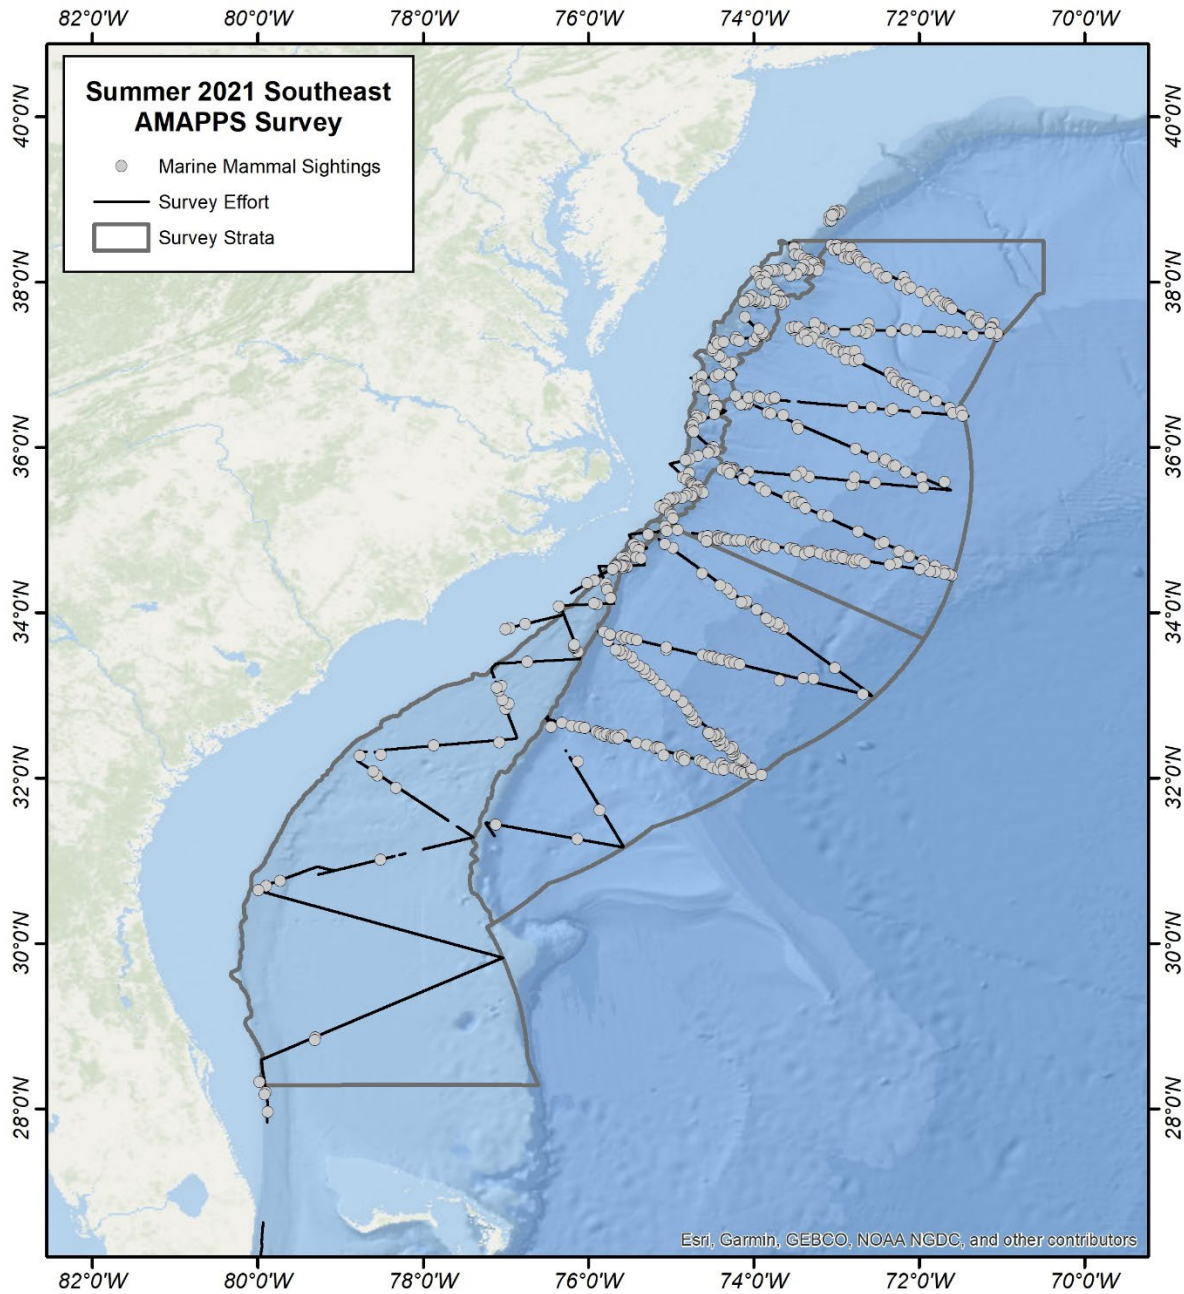 82°0'W 80°0'W 78°0'W 76°0'W 74°0'W 72°0'W 70°0'W
Summer 2021 Southeast
AMAPPS Survey
Marine Mammal Sightings
Survey Effort
Survey Strata
40°0'N 40°0'N
38°0'N 38°0'N
36°0'N 36°0'N
34°0'N 34°0'N
32°0'N 32°0'N
30°0'N 30°0'N
28°0'N 28°0'N
Esri, Garmin, GEBCO, NOAA NGDC, and other contributors
82°0'W 80°0'W 78°0'W 76°0'W 74°0'W 72°0'W 70°0'W